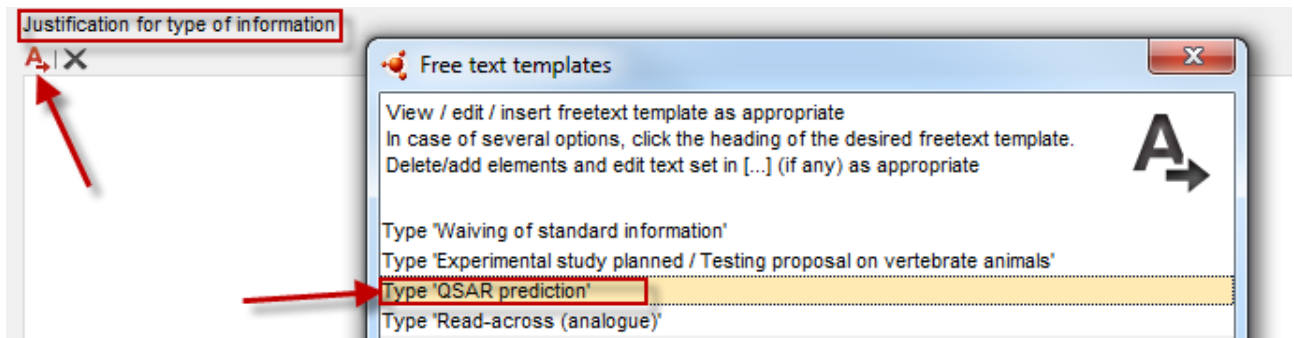 Justification for type of information
A
Free text templates
View / edit / insert freetext template as appropriate
In case of several options, click the heading of the desired freetext template.
Delete/add elements and edit text set in [...] (if any) as appropriate
A
Type 'Waiving of standard information'
Type 'Experimental study planned / Testing proposal on vertebrate animals'
Type 'QSAR prediction'
Type 'Read-across (analogue)'